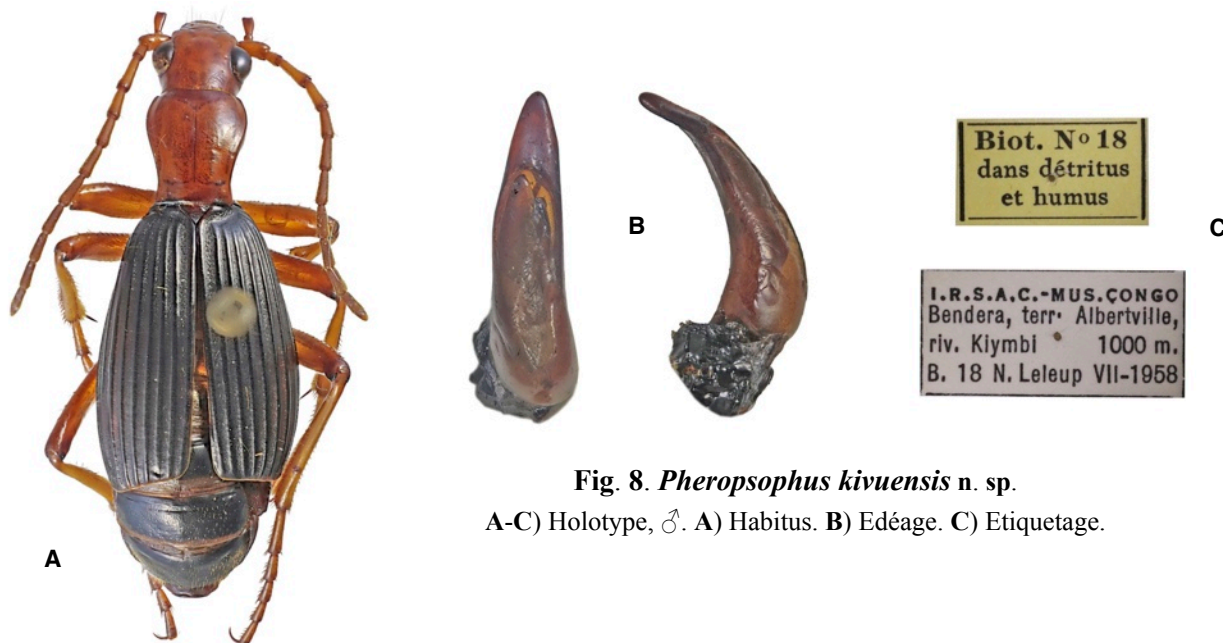 A
B
C
Biot. Nº 18
dans détritus
et humus
I.R.S.A.C.-MUS.CONGO
Bendera, terr. Albertville,
riv. Kiymbi 1000 m.
B. 18 N. Leleup VII-1958
Fig. 8. Pheropsophus kivuensis n. sp.
A-C) Holotype, ♂. A) Habitus. B) Edéage. C) Etiquetage.